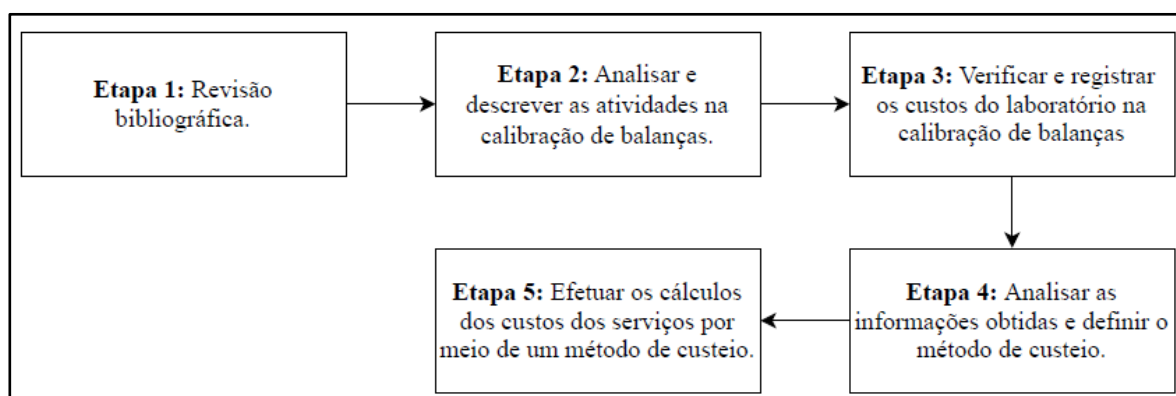 Etapa 1: Revisão
bibliográfica.
Etapa 2: Analisar e
descrever as atividades na
calibração de balanças.
Etapa 3: Verificar e registrar
os custos do laboratório na
calibração de balanças
Etapa 4: Analisar as
informações obtidas e definir o
método de custeio.
Etapa 5: Efetuar os cálculos
dos custos dos serviços por
meio de um método de custeio.